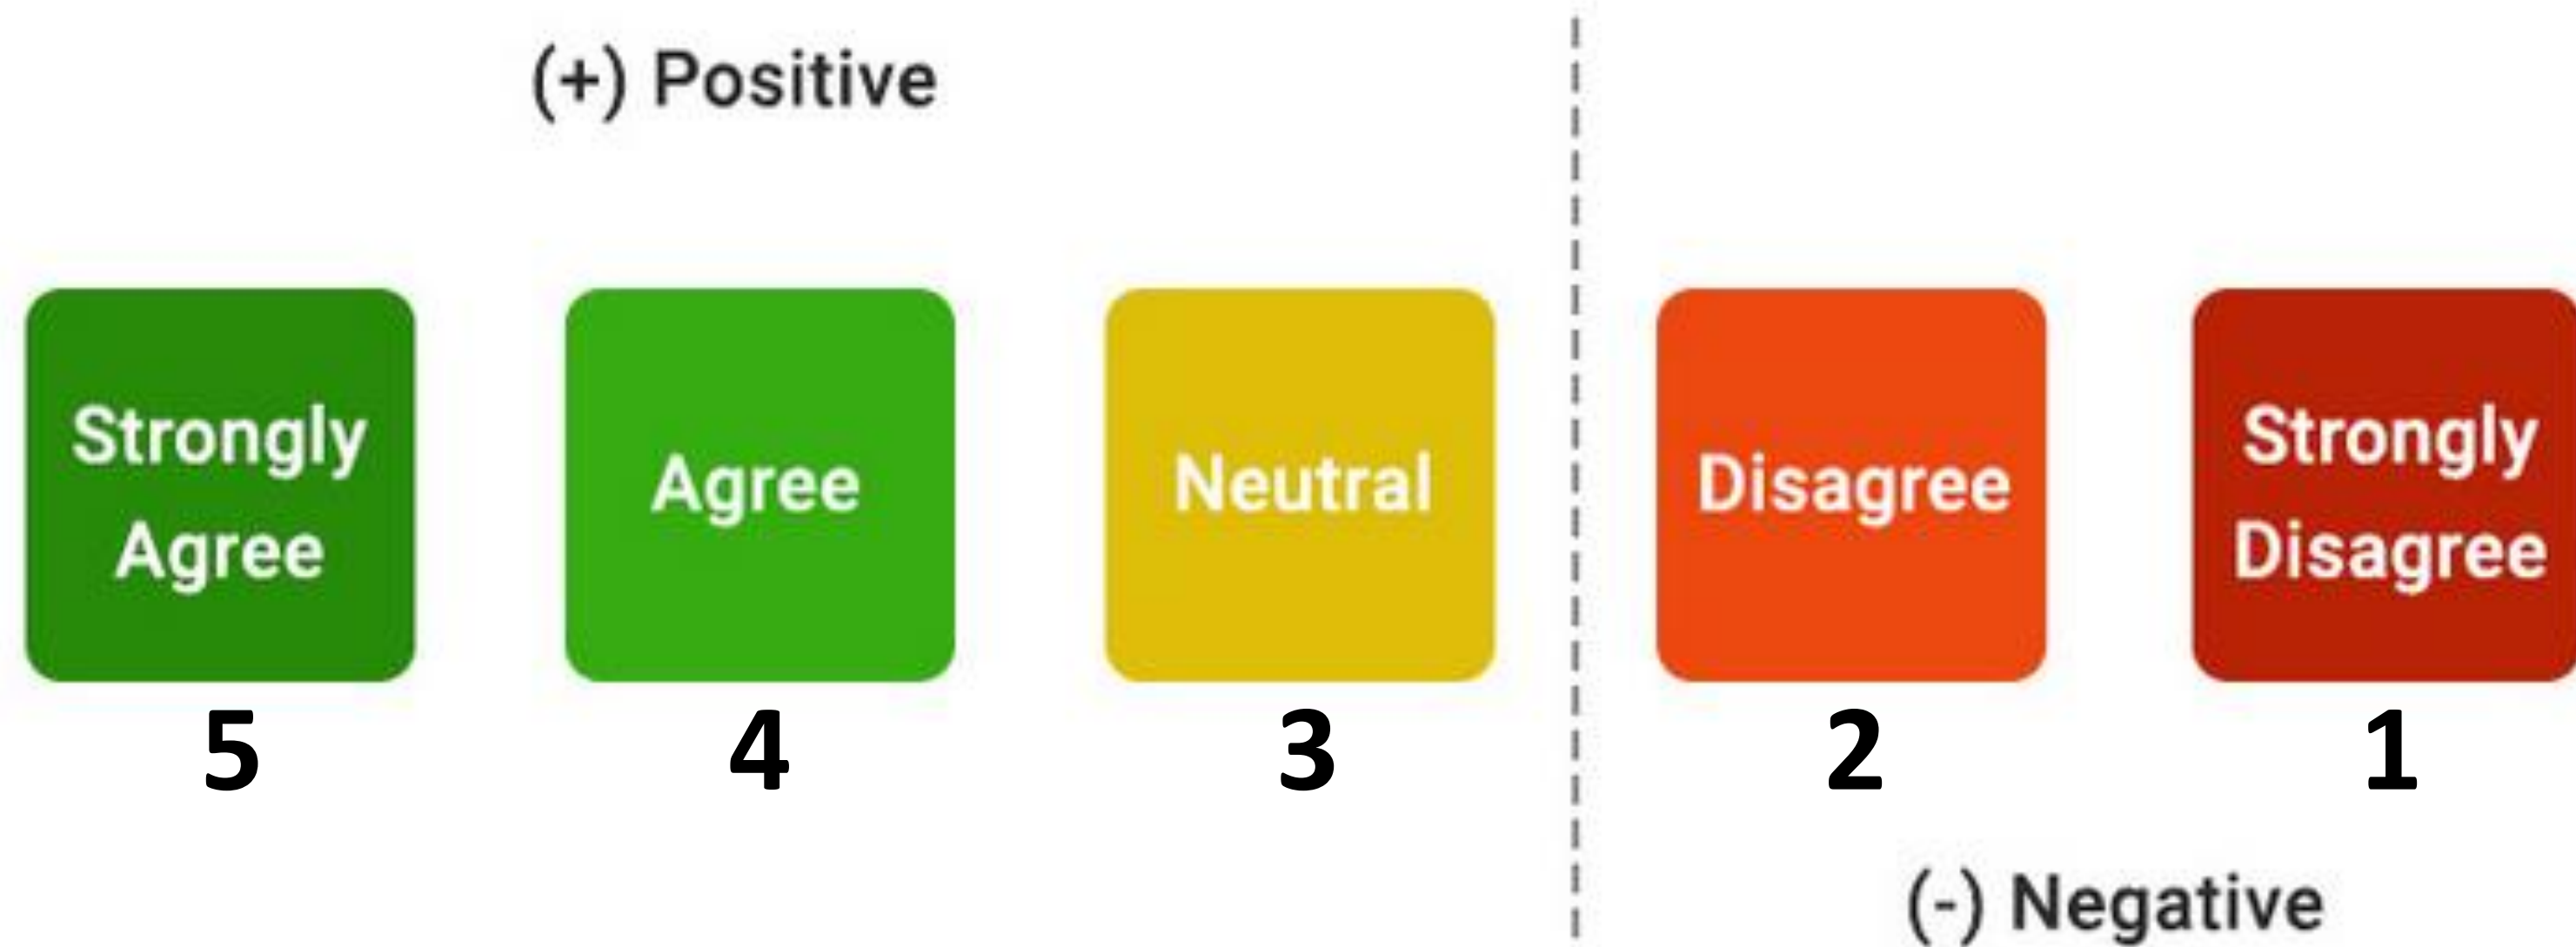 (+) Positive
Strongly
Agree
Agree
Neutral
Disagree
Strongly
Disagree
5
4
3
2
1
(-) Negative